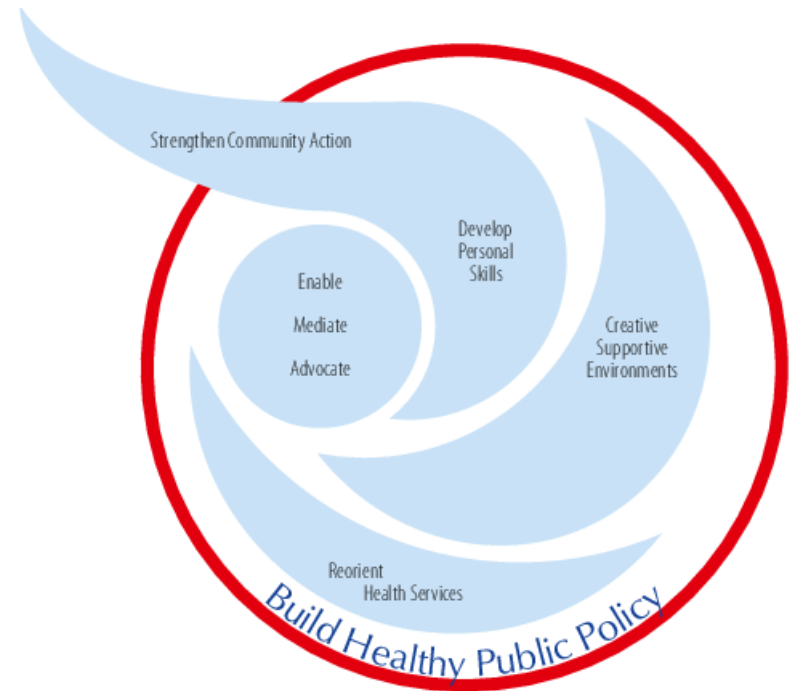 Strengthen Community Action
Develop
Personal
Skills
Enable
Mediate
Advocate
Creative
Supportive
Environments
Reorient
Health Services
Build Healthy Public Policy